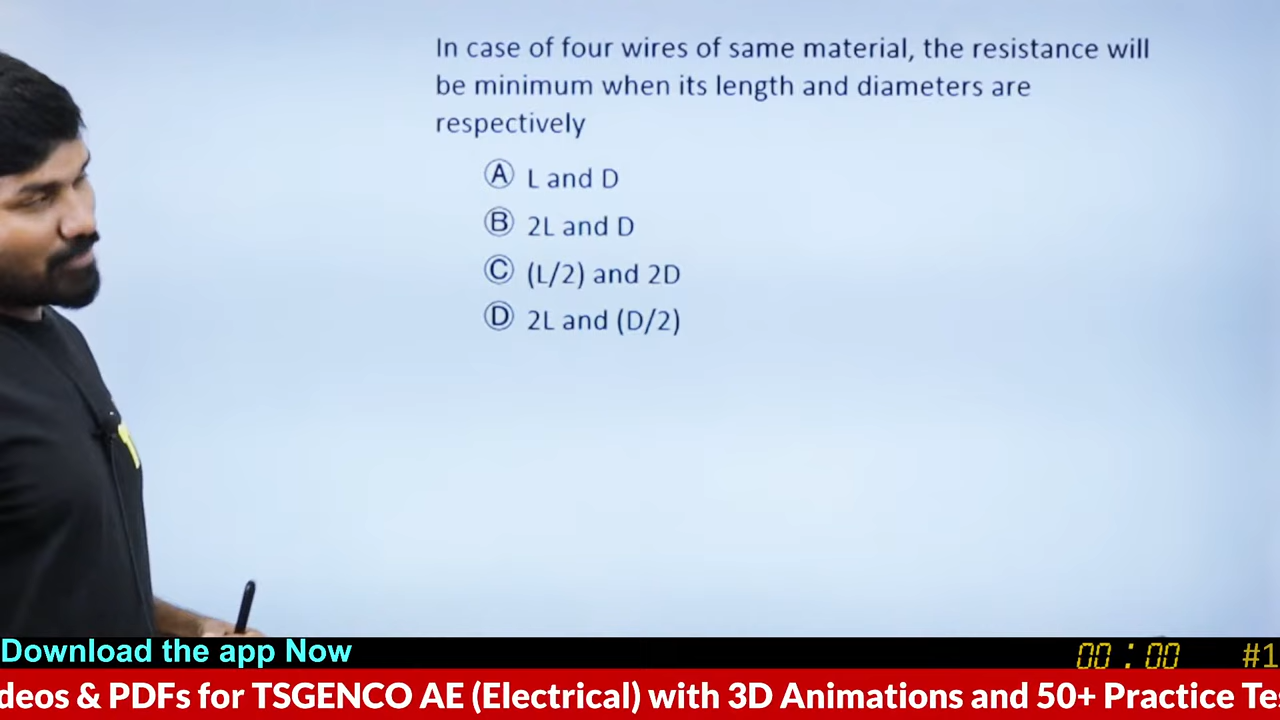 In case of four wires of same material, the resistance will
be minimum when its length and diameters are
respectively
Ⓐ L and D
Ⓑ 2L and D
Ⓒ (L/2) and 2D
Ⓓ 2L and (D/2)
Download the app Now
00 : 00
#1
deos & PDFs for TSGENCO AE (Electrical) with 3D Animations and 50+ Practice Te